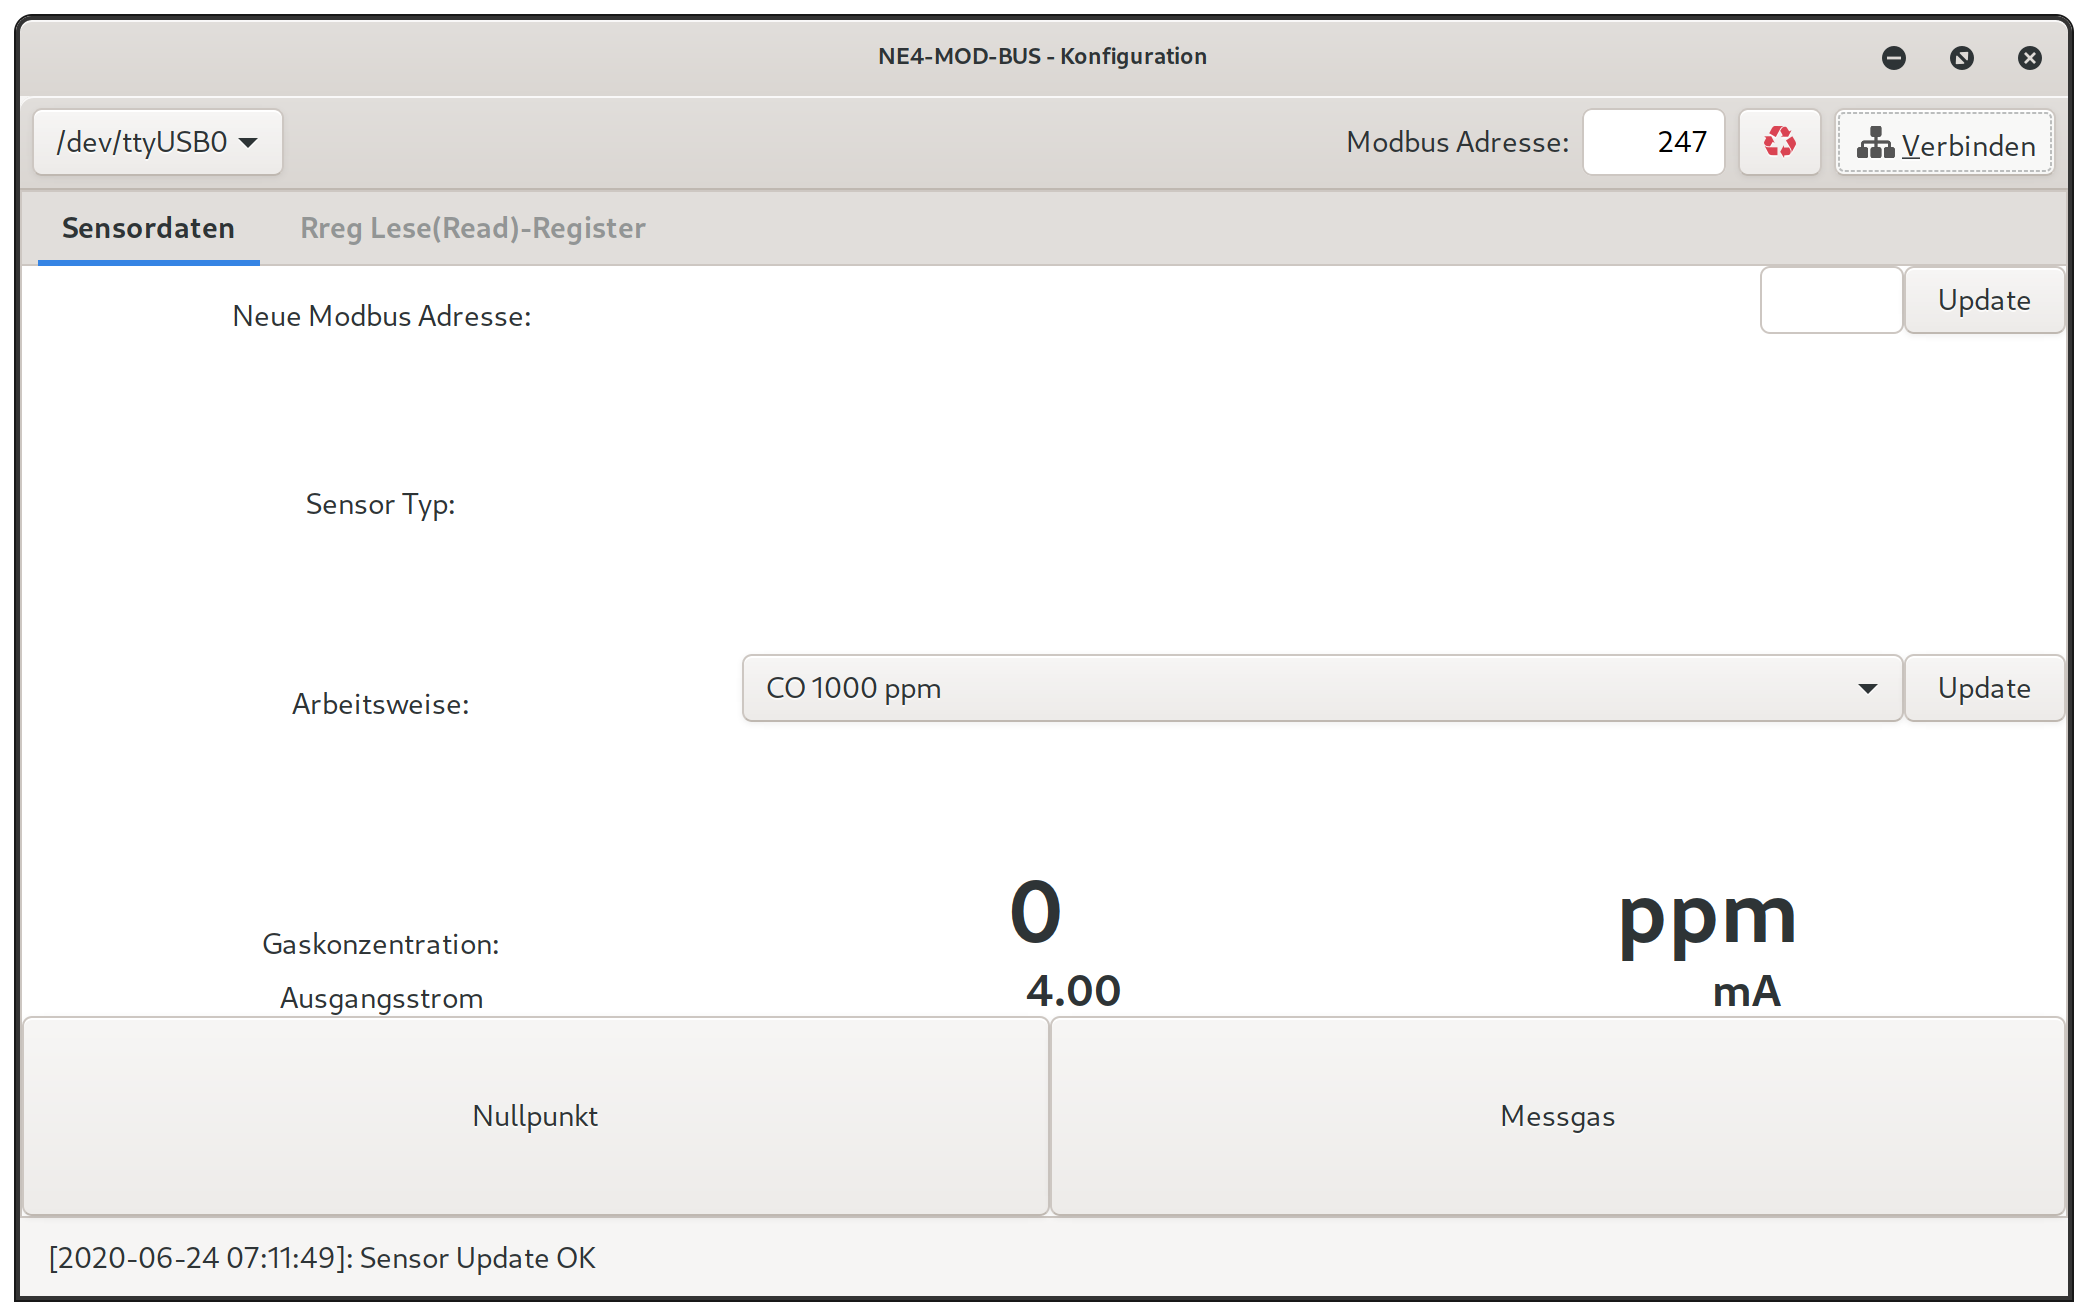 NE4-MOD-BUS - Konfiguration
/dev/ttyUSB0 Modbus Adresse: 247 Verbinden
Sensordaten Rreg Lese(Read)-Register
Neue Modbus Adresse: Update
Sensor Typ:
Arbeitsweise: CO 1000 ppm Update
Gaskonzentration: 0 ppm
Ausgangsstrom 4.00 mA
Nullpunkt Messgas
[2020-06-24 07:11:49]: Sensor Update OK